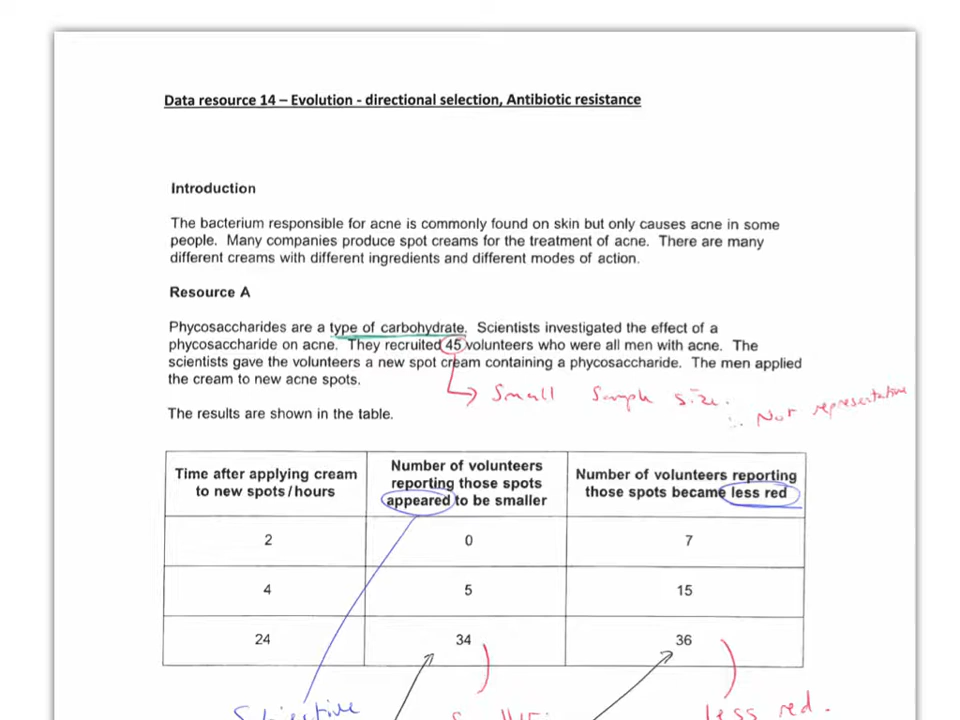 Data resource 14 – Evolution - directional selection, Antibiotic resistance
Introduction
The bacterium responsible for acne is commonly found on skin but only causes acne in some
people. Many companies produce spot creams for the treatment of acne. There are many
different creams with different ingredients and different modes of action.
Resource A
Phycosaccharides are a type of carbohydrate. Scientists investigated the effect of a
phycosaccharide on acne. They recruited 45 volunteers who were all men with acne. The
scientists gave the volunteers a new spot cream containing a phycosaccharide. The men applied
the cream to new acne spots.
Small Sample size.
∴ Not representative
The results are shown in the table.
Time after applying cream
to new spots / hours
Number of volunteers
reporting those spots
appeared to be smaller
Number of volunteers reporting
those spots became less red
2 0 7
4 5 15
24 34 36
Subjective
less red.